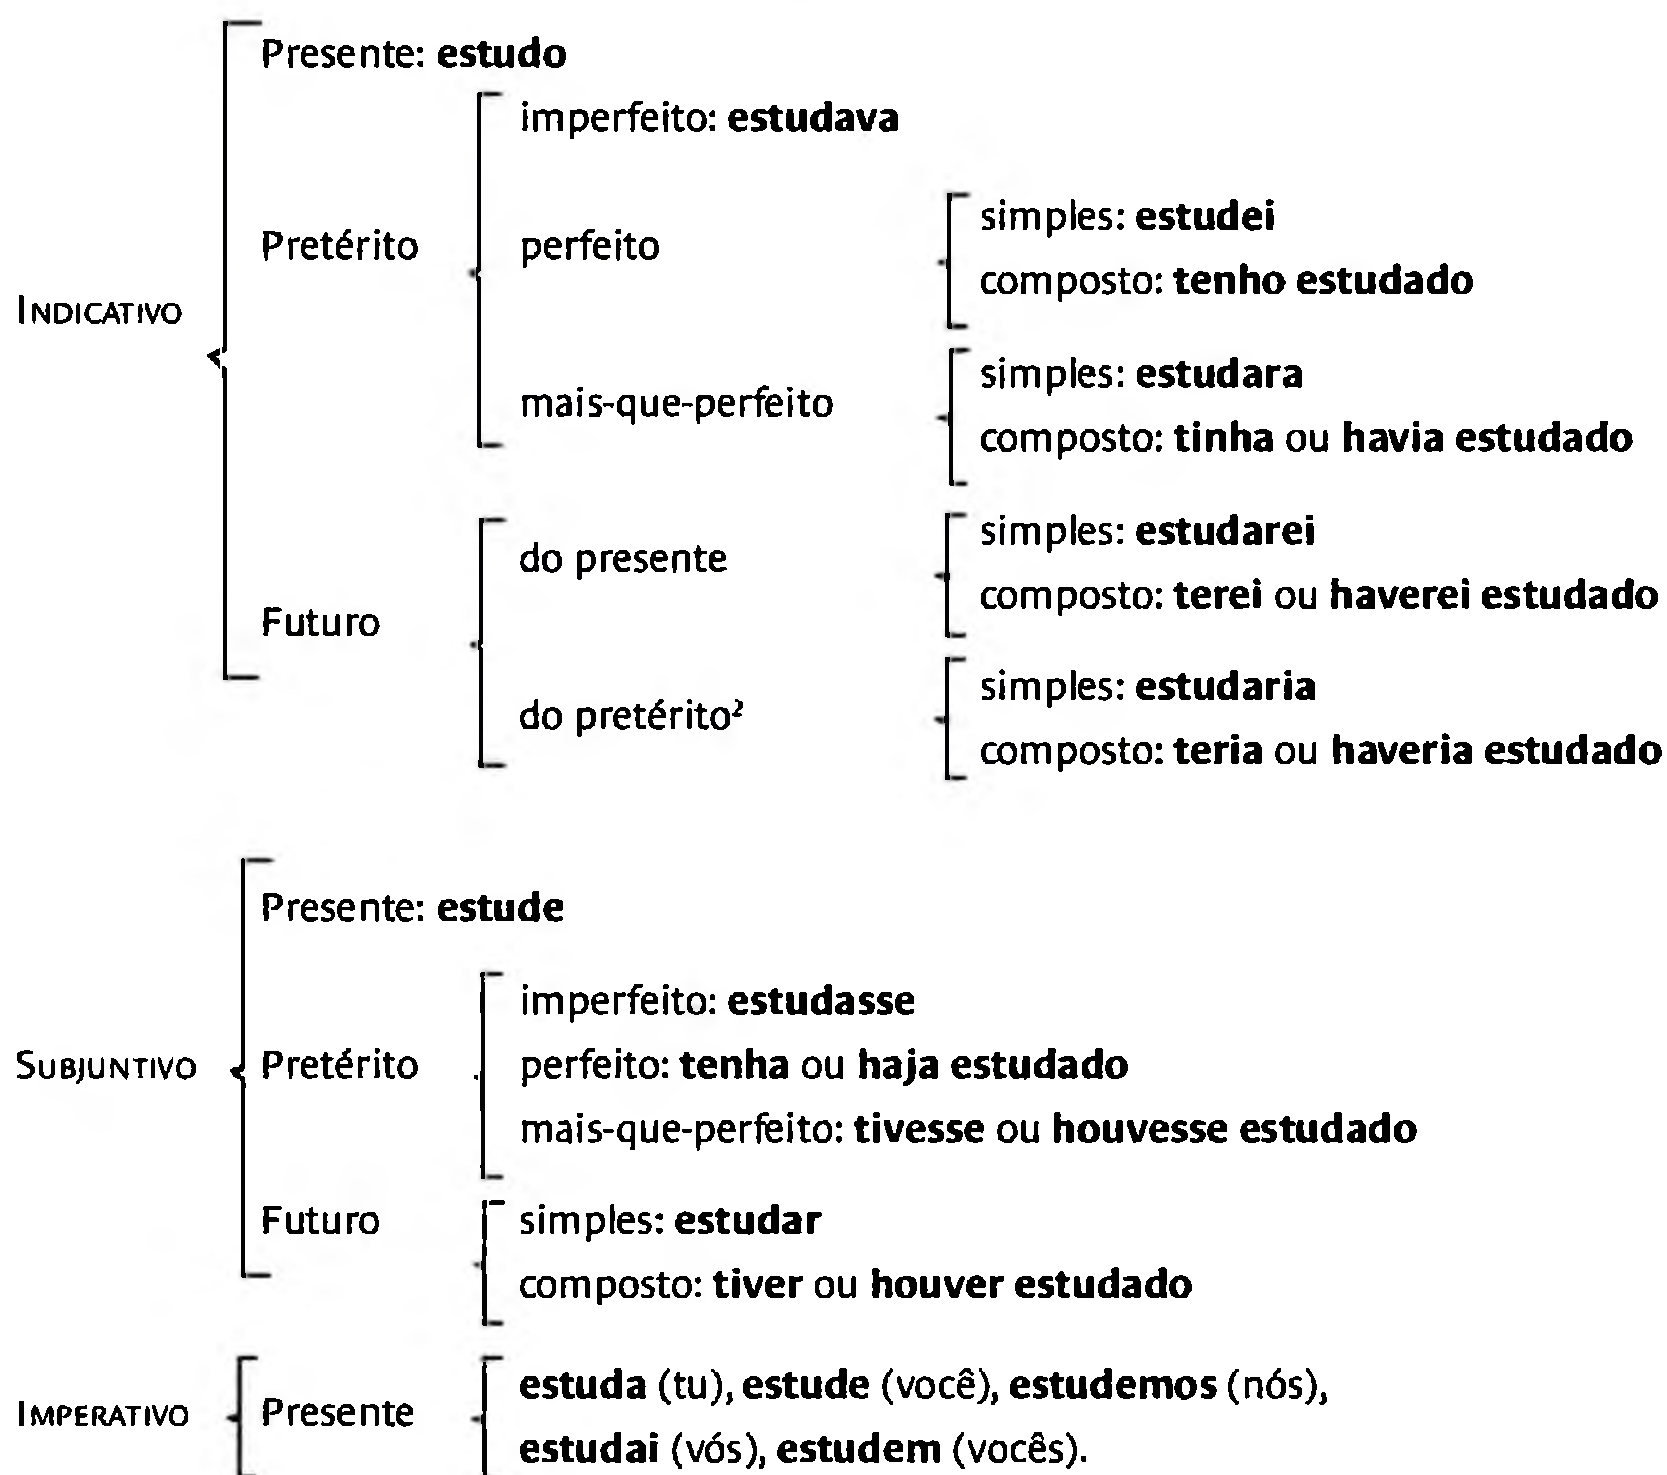 Presente: estudo
imperfeito: estudava
Pretérito perfeito
simples: estudei
composto: tenho estudado
INDICATIVO
mais-que-perfeito
simples: estudara
composto: tinha ou havia estudado
Futuro
do presente
simples: estudarei
composto: terei ou haverei estudado
do pretérito²
simples: estudaria
composto: teria ou haveria estudado
Presente: estude
imperfeito: estudasse
SUBJUNTIVO Pretérito perfeito: tenha ou haja estudado
mais-que-perfeito: tivesse ou houvesse estudado
Futuro simples: estudar
composto: tiver ou houver estudado
IMPERATIVO Presente estuda (tu), estude (você), estudemos (nós),
estudai (vós), estudem (vocês).